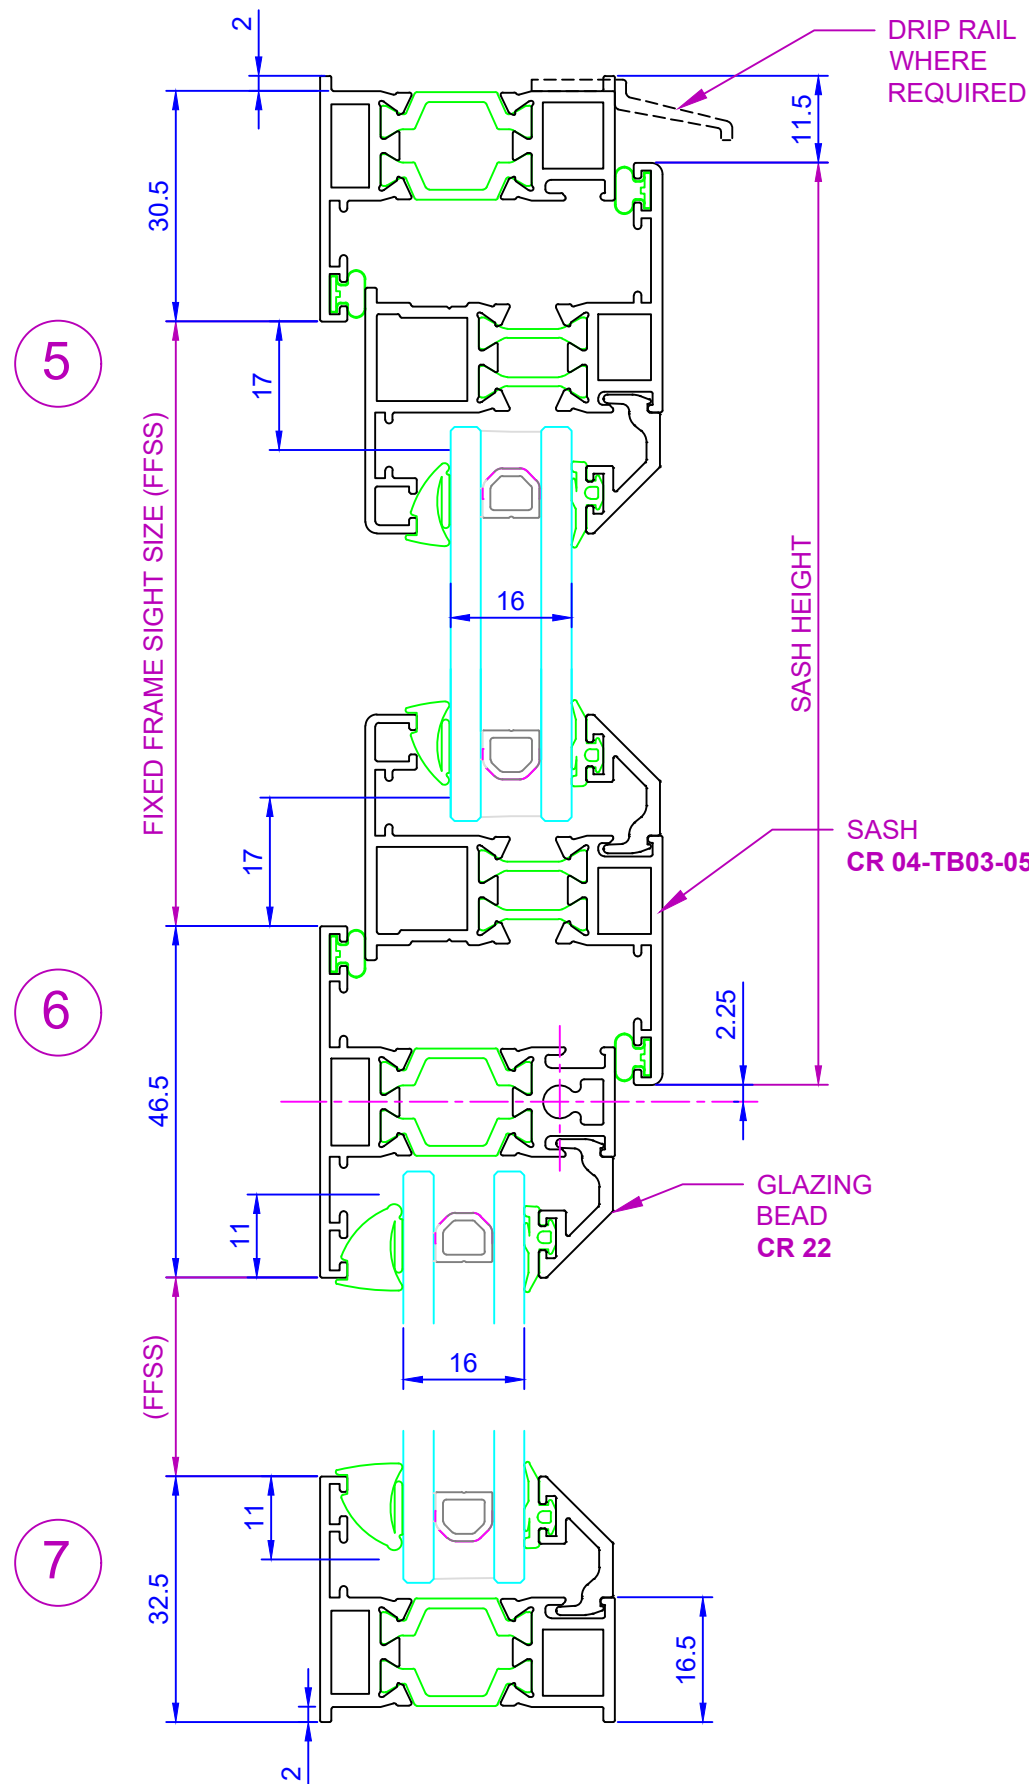 2
DRIP RAIL
WHERE
REQUIRED
11.5
30.5
5
17
FIXED FRAME SIGHT SIZE (FFSS)
16
SASH HEIGHT
17
SASH
CR 04-TB03-05
6
2.25
46.5
GLAZING
BEAD
CR 22
11
(FFSS)
16
11
7
32.5
16.5
2